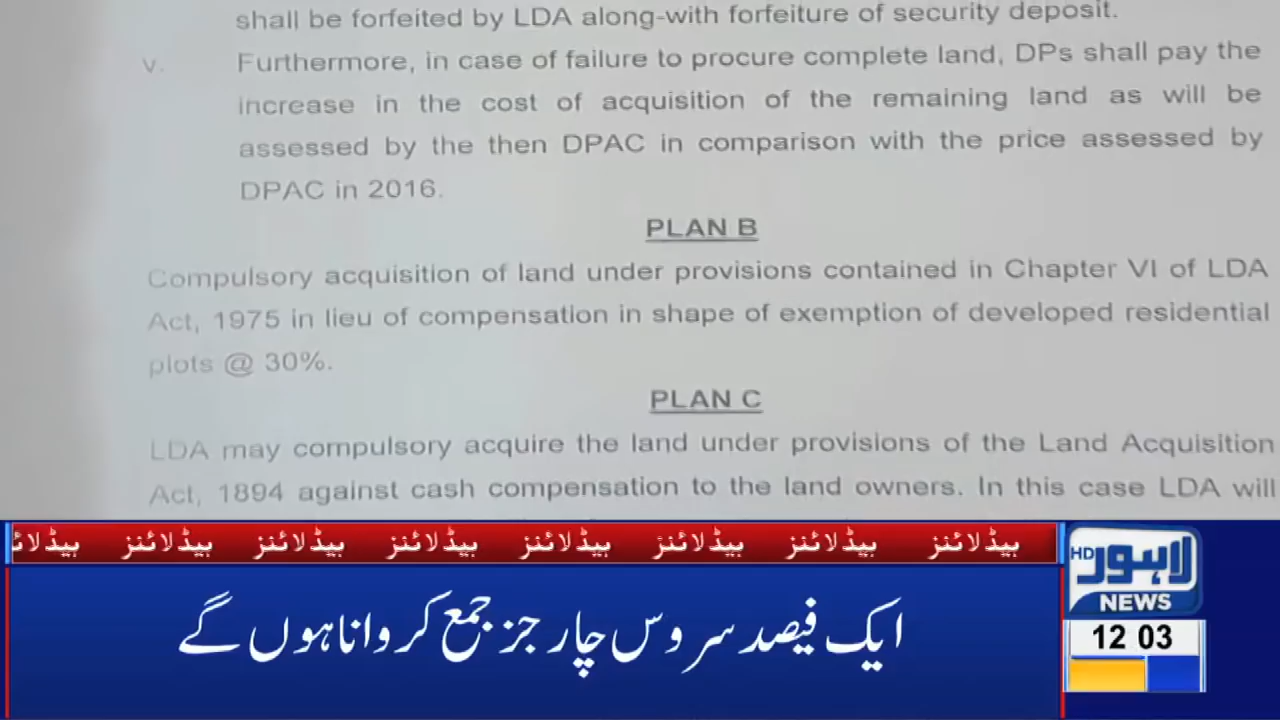 shall be forfeited by LDA along-with forfeiture of security deposit.
v. Furthermore, in case of failure to procure complete land, DPs shall pay the
increase in the cost of acquisition of the remaining land as will be
assessed by the then DPAC in comparison with the price assessed by
DPAC in 2016.
PLAN B
Compulsory acquisition of land under provisions contained in Chapter VI of LDA
Act, 1975 in lieu of compensation in shape of exemption of developed residential
plots @ 30%.
PLAN C
LDA may compulsory acquire the land under provisions of the Land Acquisition
Act, 1894 against cash compensation to the land owners. In this case LDA will
ہیڈلائنز ہیڈلائنز ہیڈلائنز ہیڈلائنز ہیڈلائنز ہیڈلائنز ہیڈلائنز
ایک فیصد سروس چارجز جمع کروانا ہوں گے
HD لاہور
NEWS
12 03